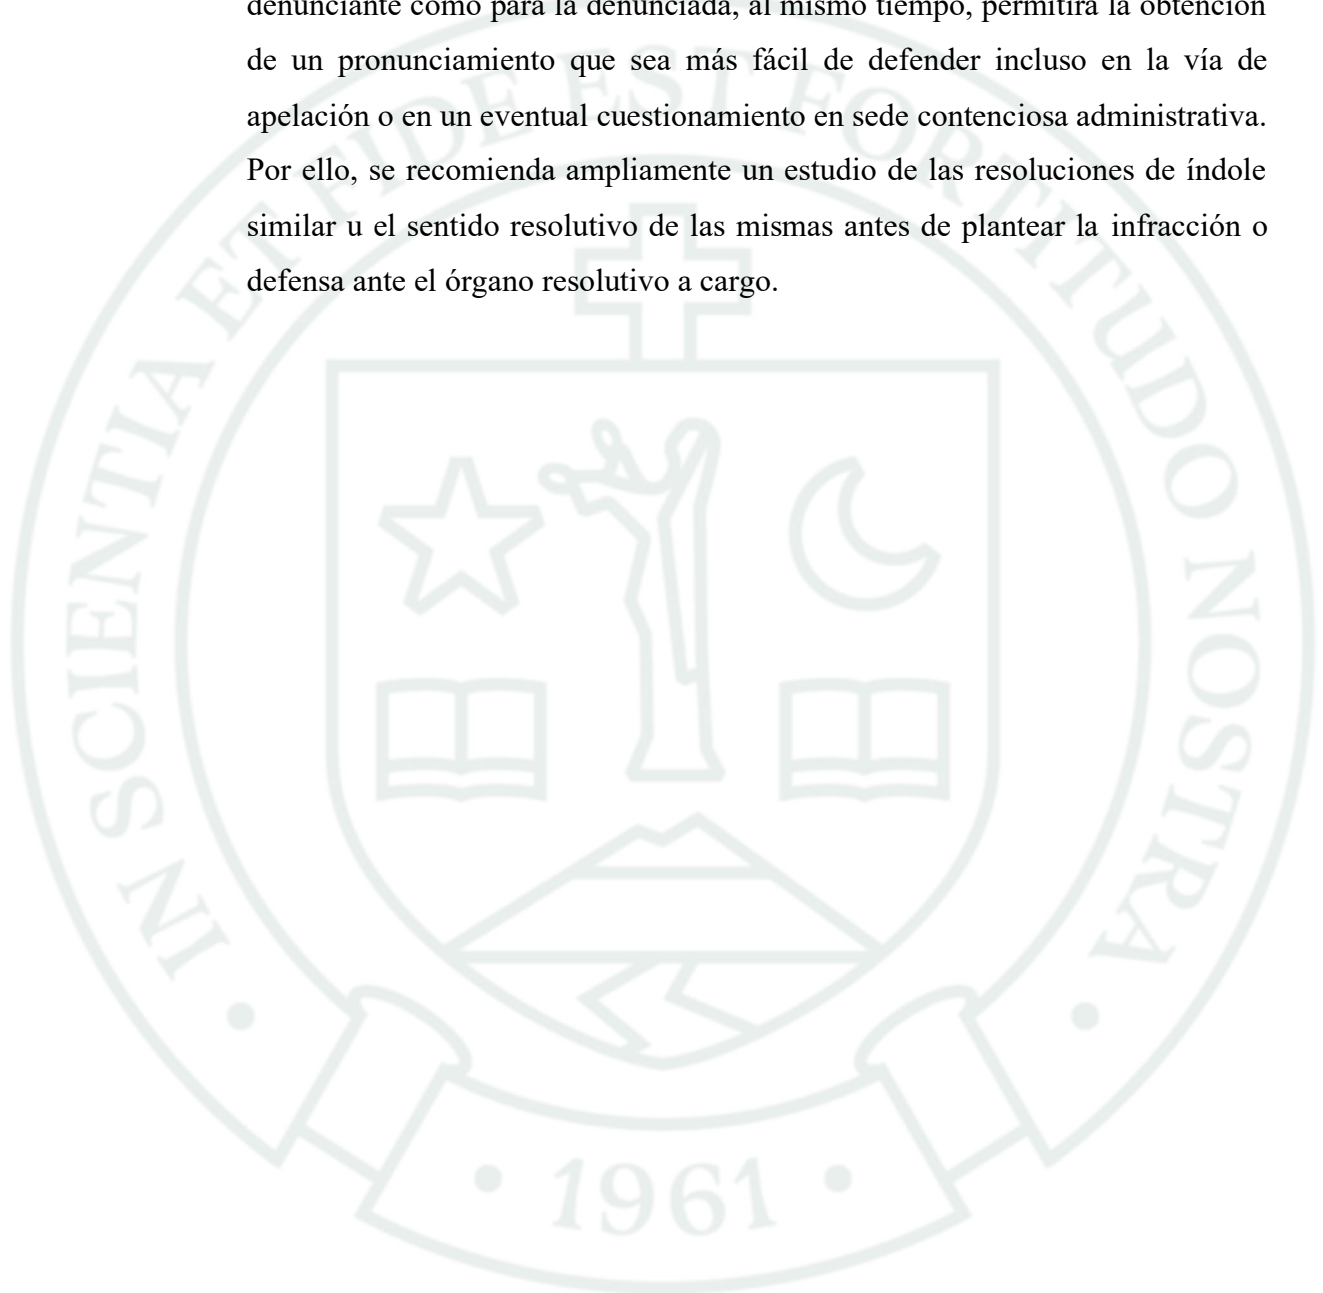 denunciante como para la denunciada, al mismo tiempo, permitirá la obtención
de un pronunciamiento que sea más fácil de defender incluso en la vía de
apelación o en un eventual cuestionamiento en sede contenciosa administrativa.
Por ello, se recomienda ampliamente un estudio de las resoluciones de índole
similar u el sentido resolutivo de las mismas antes de plantear la infracción o
defensa ante el órgano resolutivo a cargo.
IN SCIENTIA ET FIDE EST FORTITUDO NOSTRA
• 1961 •